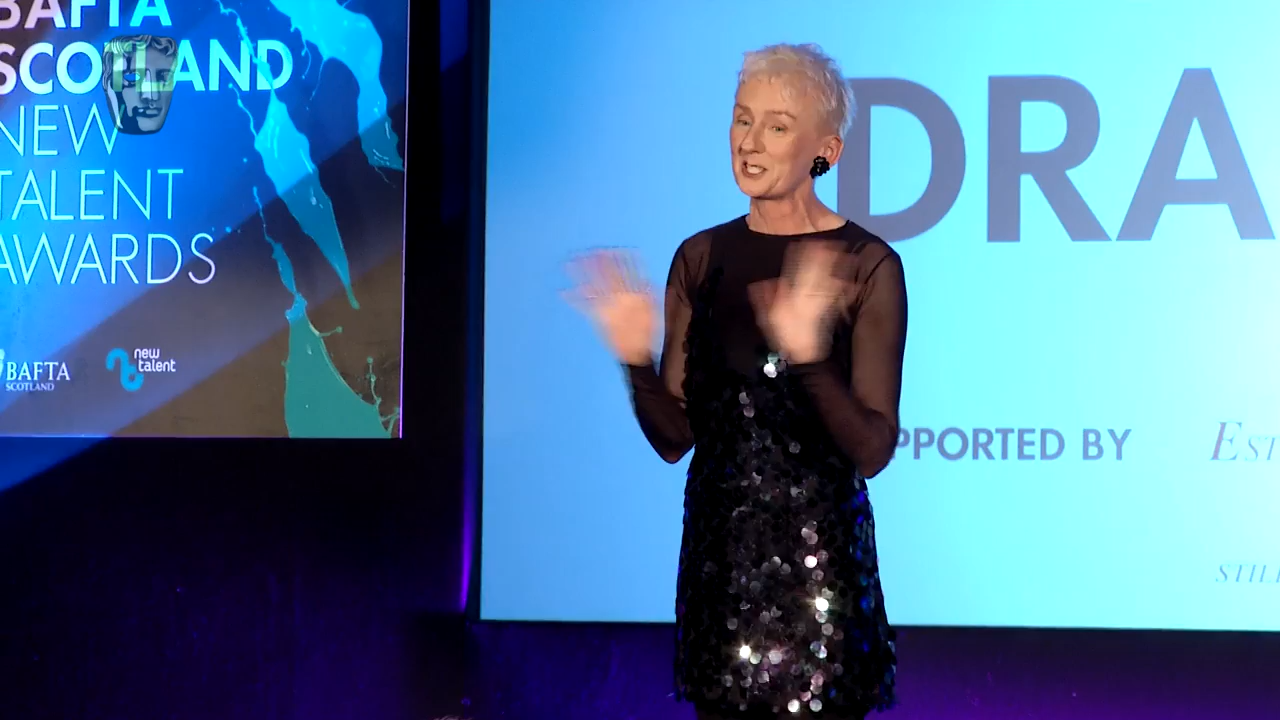 BAFTA
SCOTLAND
NEW
TALENT
AWARDS
BAFTA
SCOTLAND
new
talent
DRA
PPORTED BY